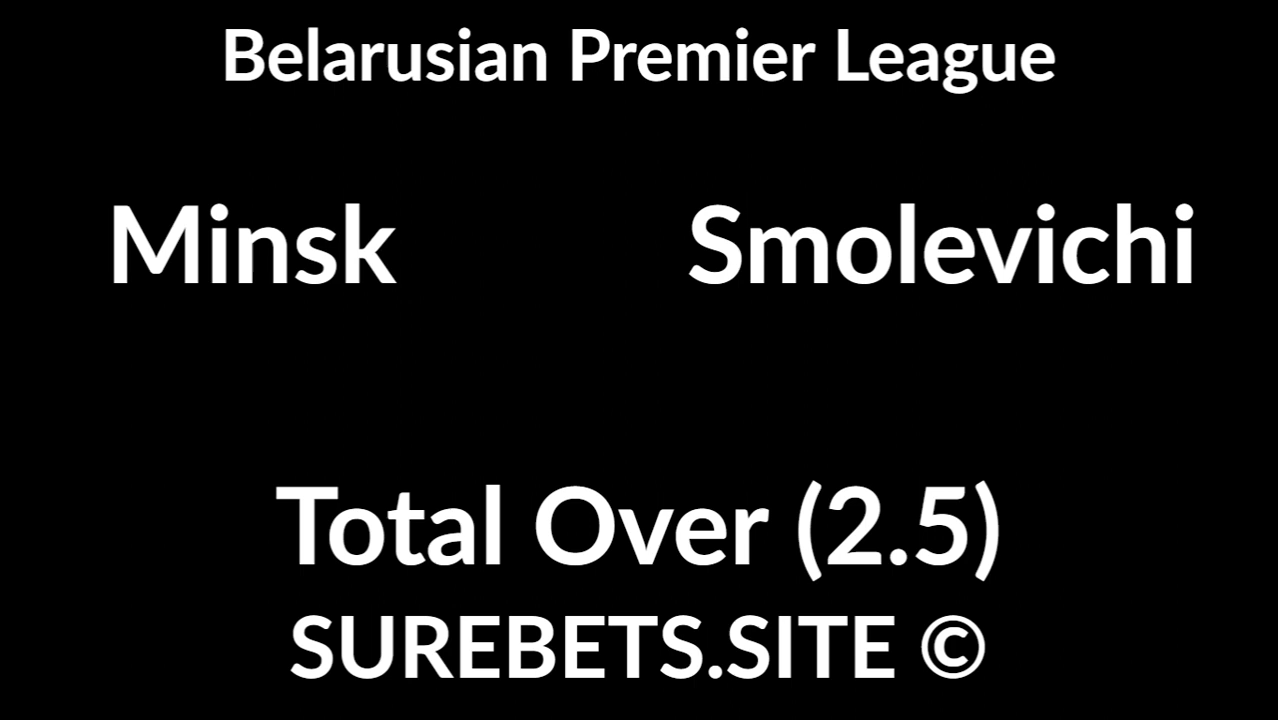 Belarusian Premier League
Minsk Smolevichi
Total Over (2.5)
SUREBETS.SITE ©